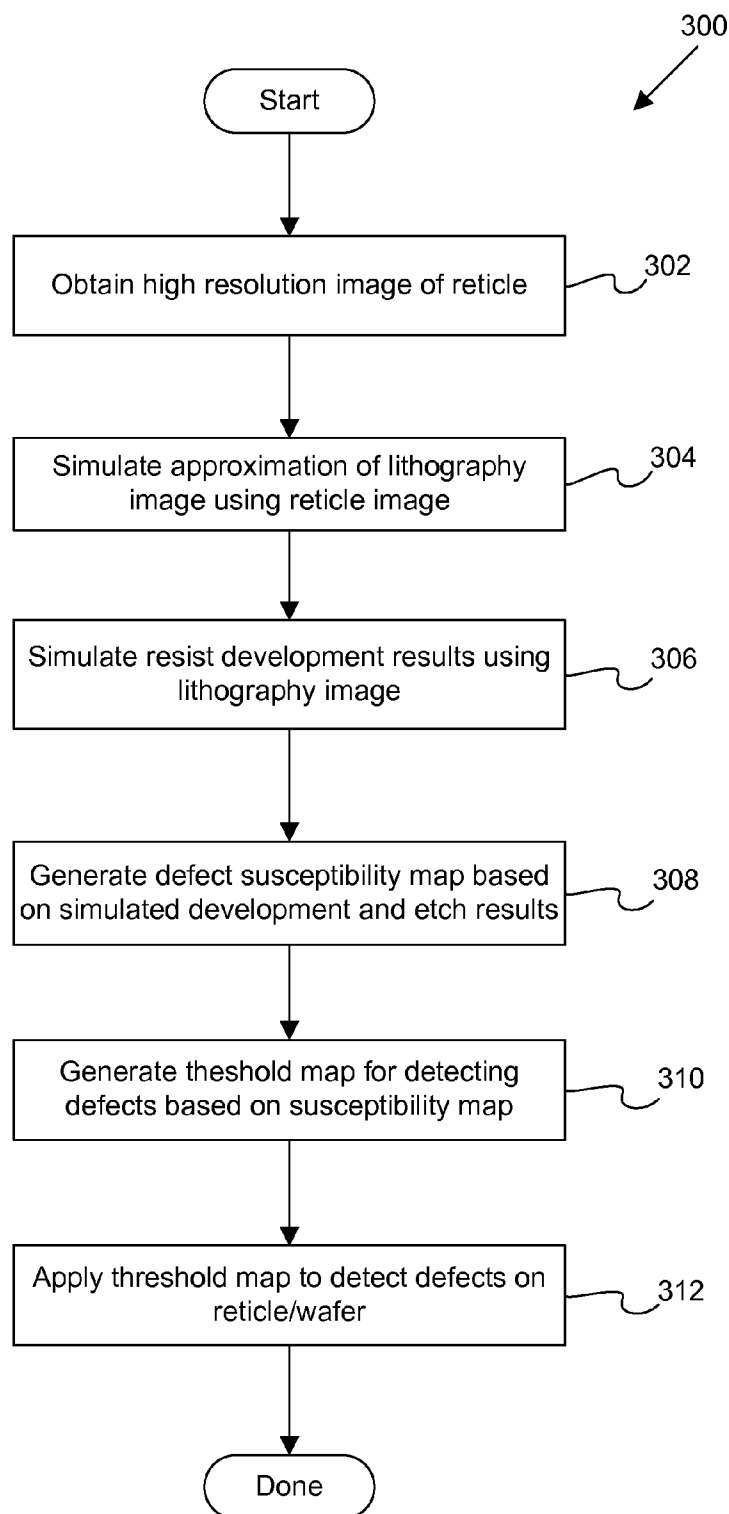 300
Start
Obtain high resolution image of reticle
302
Simulate approximation of lithography
image using reticle image
304
Simulate resist development results using
lithography image
306
Generate defect susceptibility map based
on simulated development and etch results
308
Generate theshold map for detecting
defects based on susceptibility map
310
Apply threshold map to detect defects on
reticle/wafer
312
Done